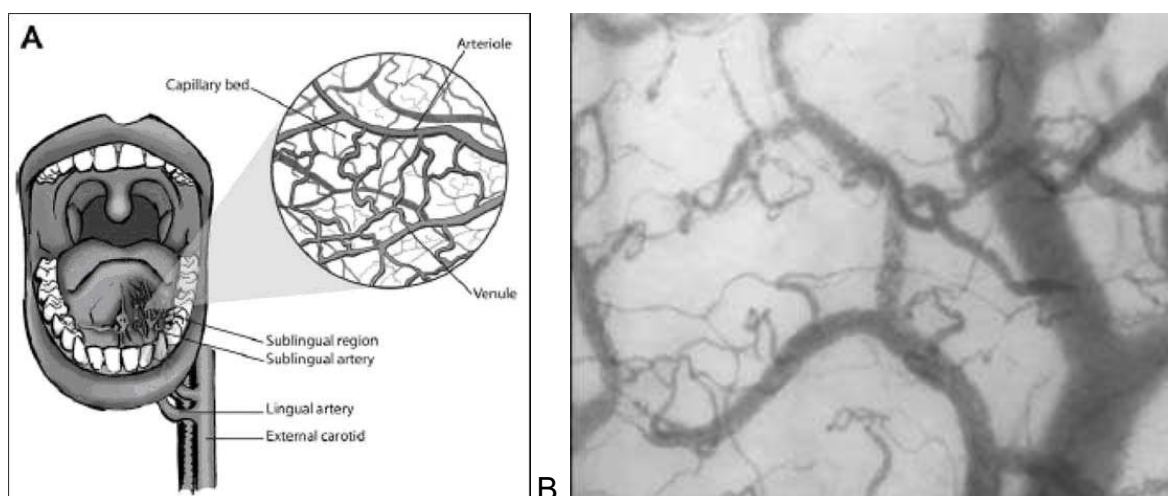 A
Arteriole
Capillary bed
Venule
Sublingual region
Sublingual artery
Lingual artery
External carotid
B